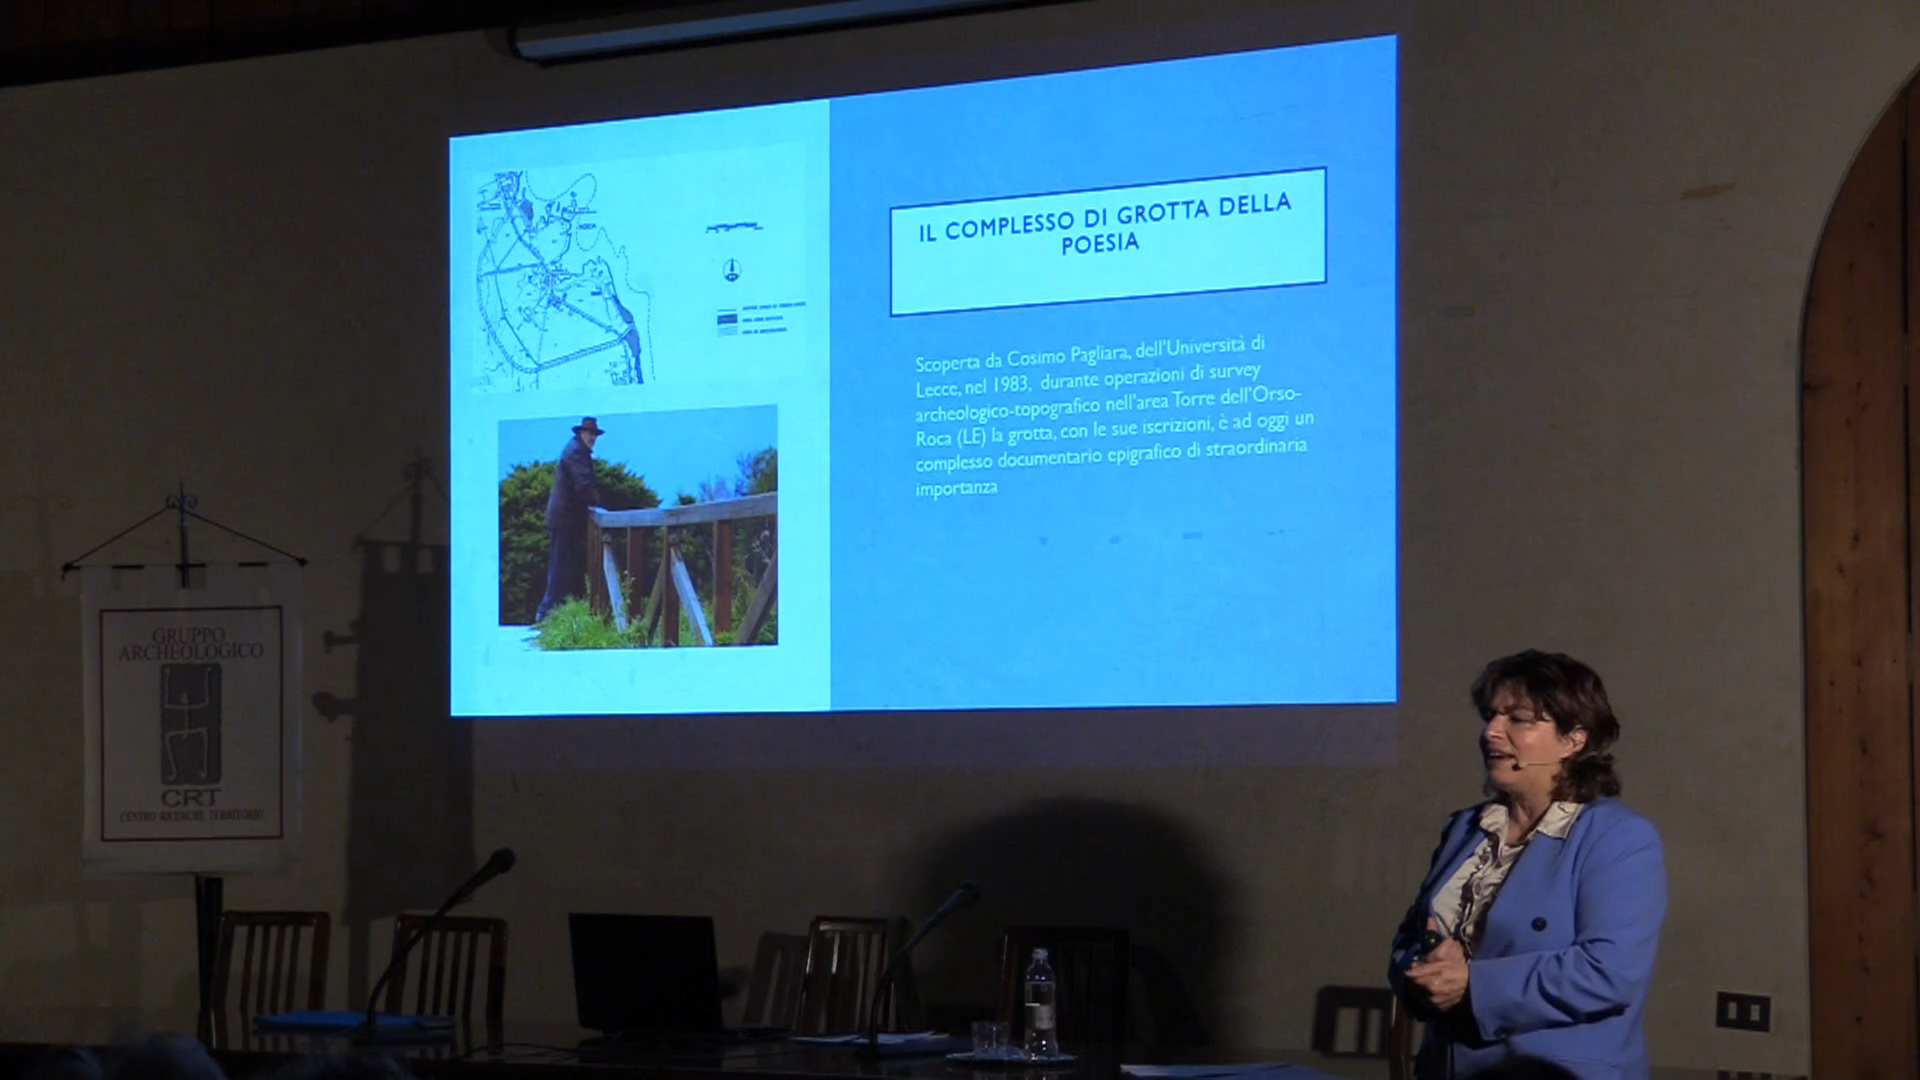 IL COMPLESSO DI GROTTA DELLA
POESIA
Scoperta da Cosimo Pagliara, dell'Università di
Lecce, nel 1983, durante operazioni di survey
archeologico-topografico nell'area Torre dell'Orso-
Roca (LE) la grotta, con le sue iscrizioni, è ad oggi un
complesso documentario epigrafico di straordinaria
importanza
GRUPPO
ARCHEOLOGICO
CRT
CENTRO RICERCHE TERRITORIO